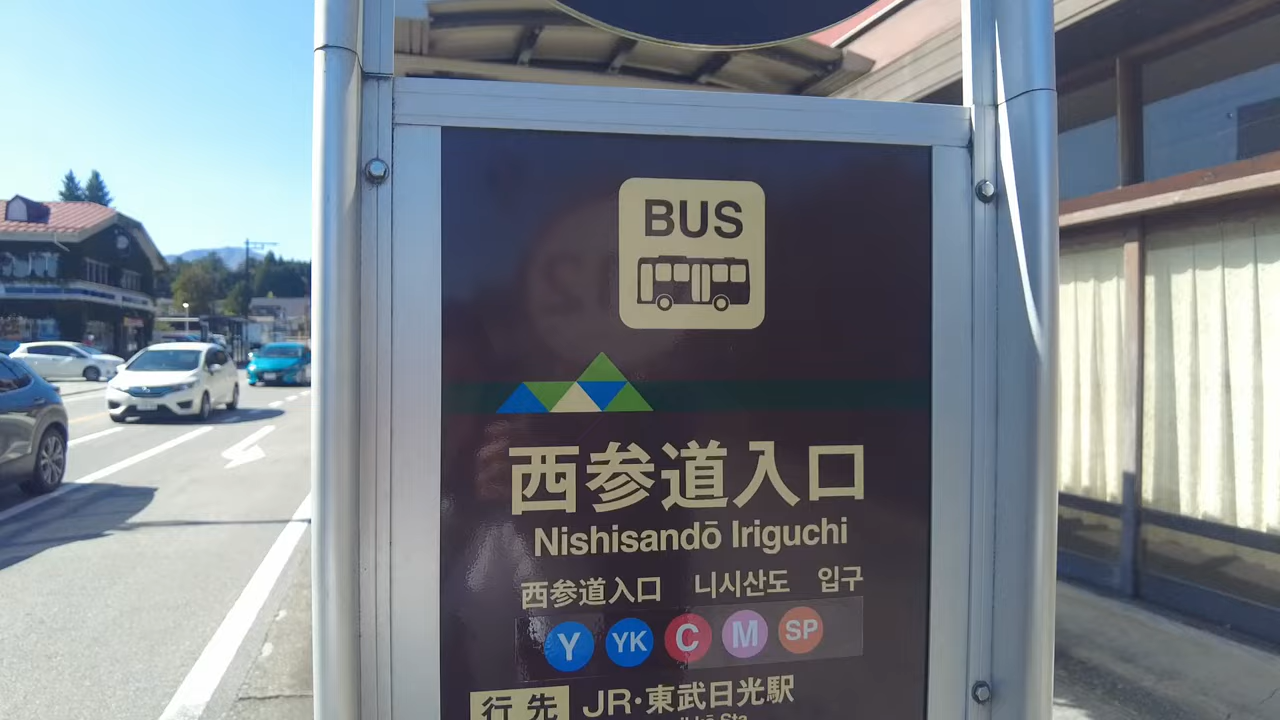 BUS
西参道入口
Nishisandō Iriguchi
西参道入口 니시산도 입구
Y YK C M SP
行先 JR·東武日光駅